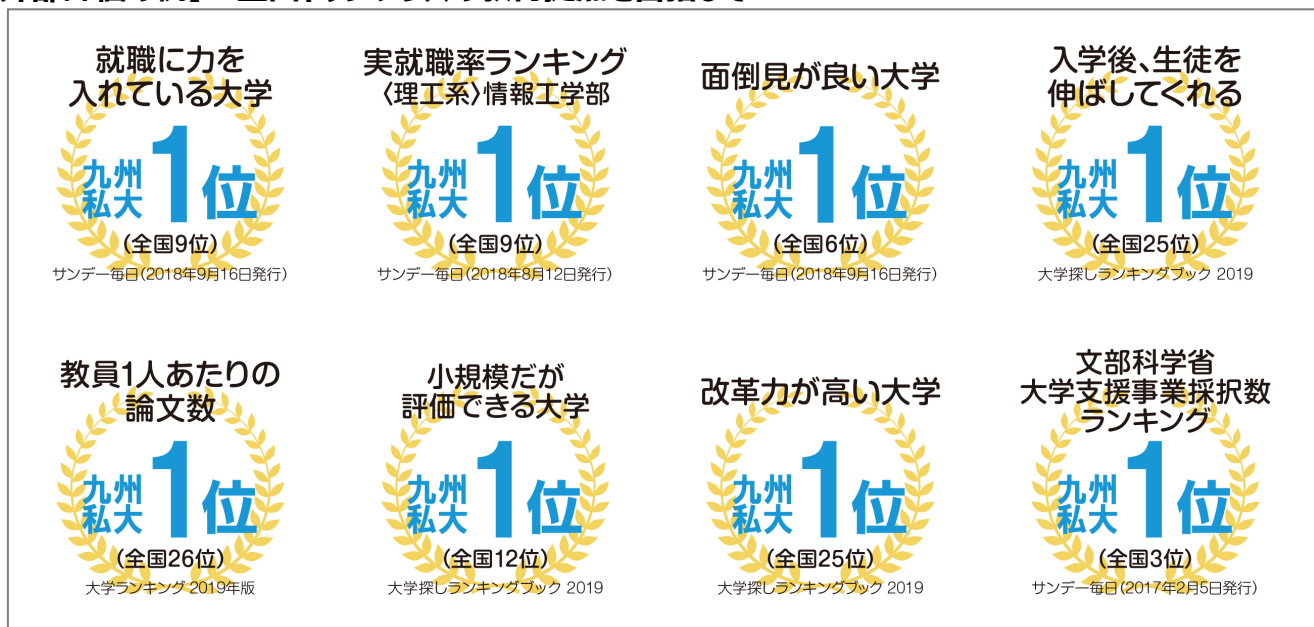 就職に力を
入れている大学
九州
私大
1位
(全国9位)
サンデー毎日(2018年9月16日発行)
実就職率ランキング
〈理工系〉情報工学部
九州
私大
1位
(全国9位)
サンデー毎日(2018年8月12日発行)
面倒見が良い大学
九州
私大
1位
(全国6位)
サンデー毎日(2018年9月16日発行)
入学後、生徒を
伸ばしてくれる
九州
私大
1位
(全国25位)
大学探しランキングブック 2019
教員1人あたりの
論文数
九州
私大
1位
(全国26位)
大学ランキング 2019年版
小規模だが
評価できる大学
九州
私大
1位
(全国12位)
大学探しランキングブック 2019
改革力が高い大学
九州
私大
1位
(全国25位)
大学探しランキングブック 2019
文部科学省
大学支援事業採択数
ランキング
九州
私大
1位
(全国3位)
サンデー毎日(2017年2月5日発行)